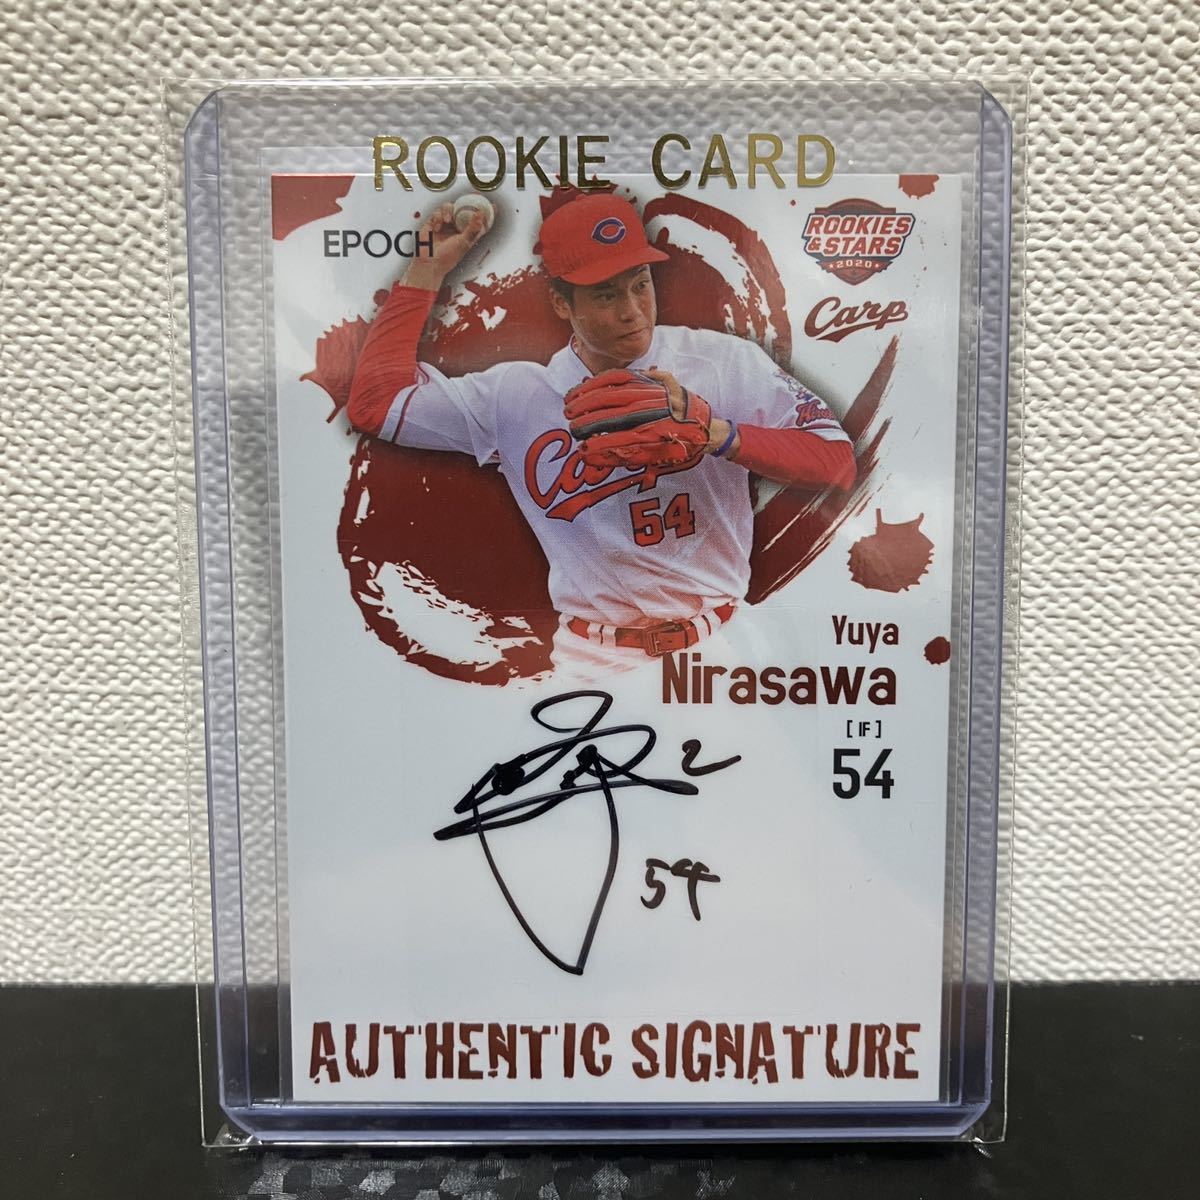 ROOKIE CARD
EPOCH
ROOKIES
& STARS
2020
Carp
C
Carp
54
Yuya
Nirasawa
[IF]
54
54
AUTHENTIC SIGNATURE